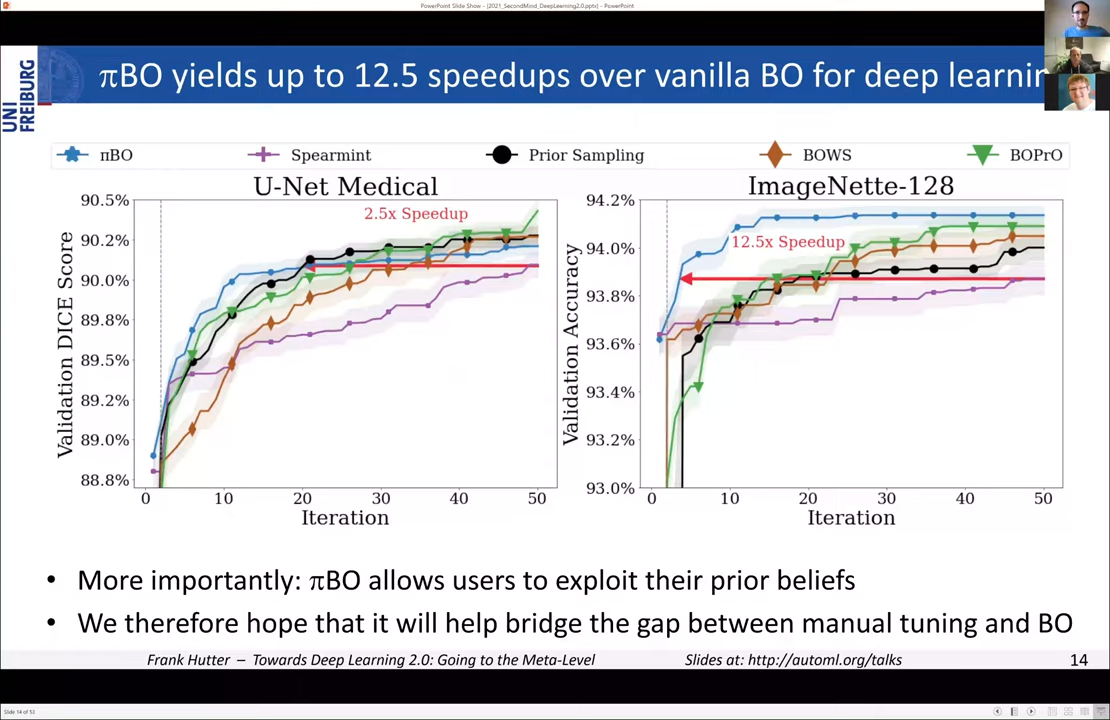 PowerPoint Slide Show - [2021_SecondMind_DeepLearning2.0.pptx] - PowerPoint
UNI
FREIBURG
πBO yields up to 12.5 speedups over vanilla BO for deep learnin
πBO
Spearmint
Prior Sampling
BOWS
BOPrO
U-Net Medical
Validation DICE Score
90.5%
90.2%
90.0%
89.8%
89.5%
89.2%
89.0%
88.8%
2.5x Speedup
0 10 20 30 40 50
Iteration
ImageNette-128
Validation Accuracy
94.2%
94.0%
93.8%
93.6%
93.4%
93.2%
93.0%
12.5x Speedup
0 10 20 30 40 50
Iteration
• More importantly: πBO allows users to exploit their prior beliefs
• We therefore hope that it will help bridge the gap between manual tuning and BO
Frank Hutter – Towards Deep Learning 2.0: Going to the Meta-Level
Slides at: http://automl.org/talks
14
Slide 14 of 53